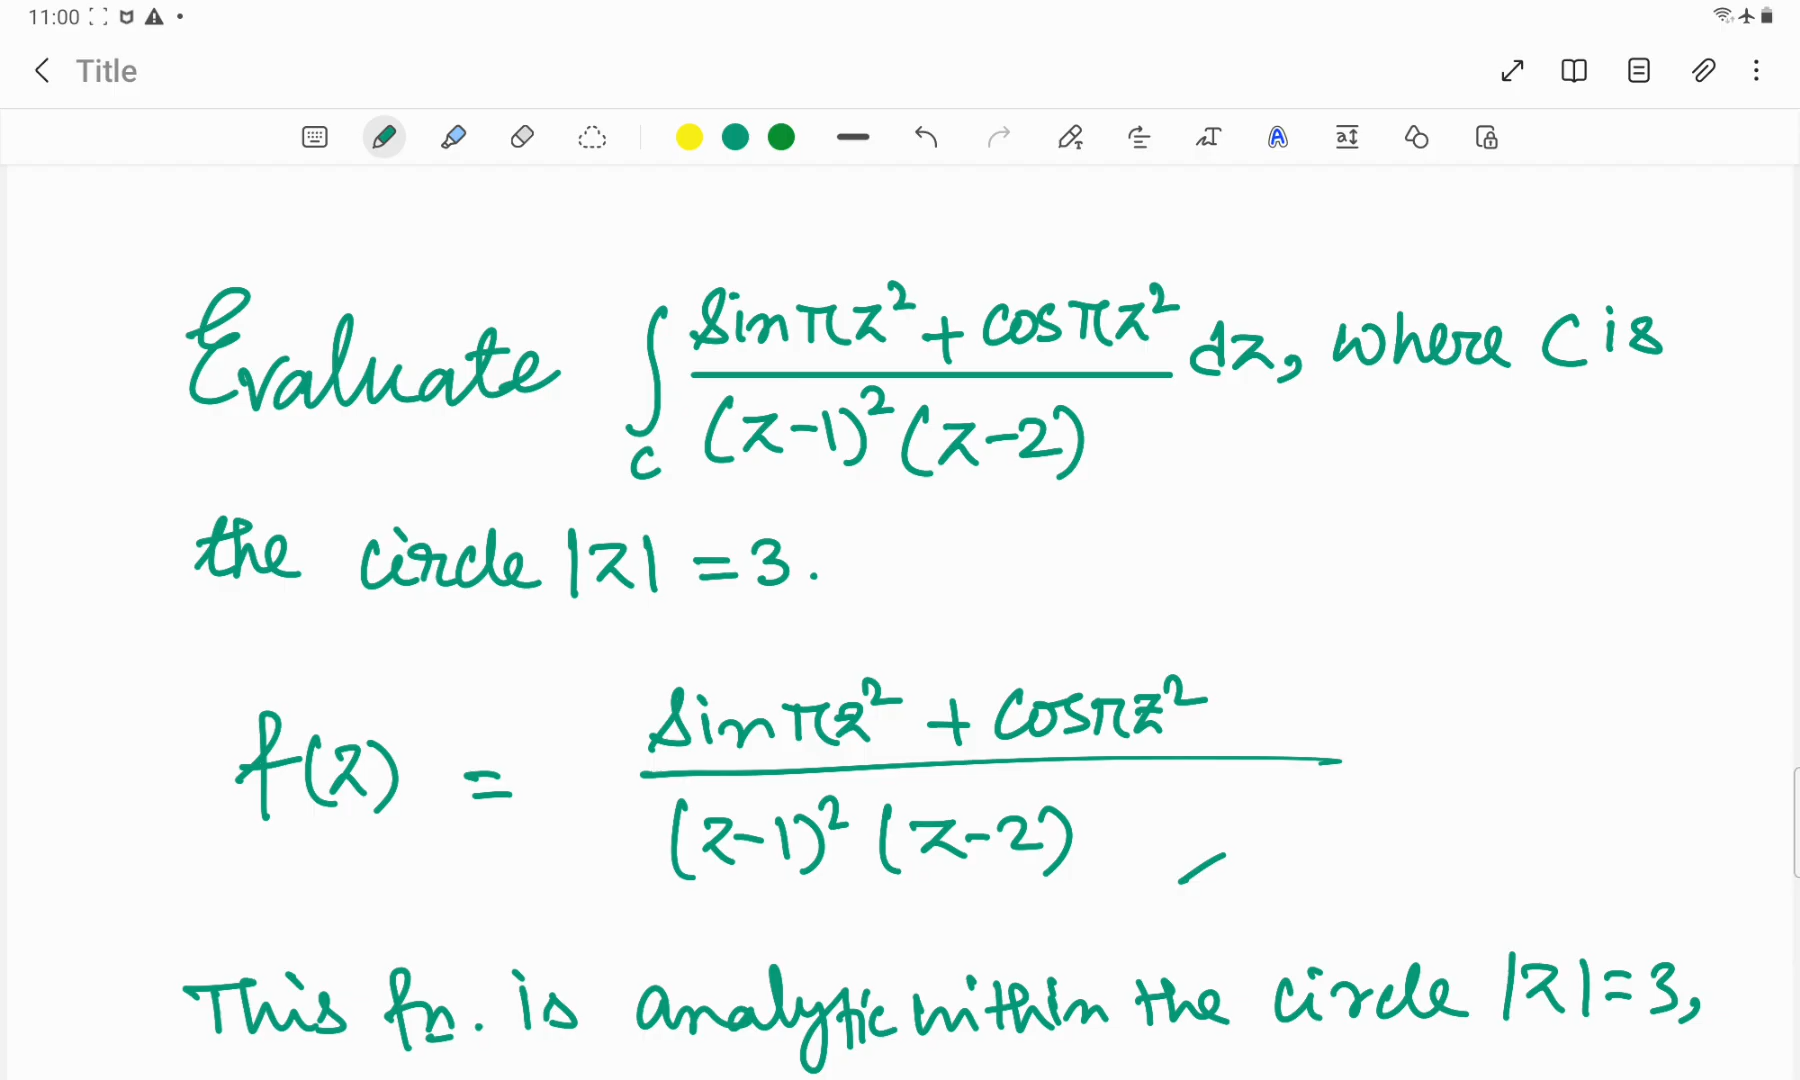 11:00
Title
Evaluate ∫_C (sin πz² + cos πz²) / ((z-1)² (z-2)) dz, where C is
the circle |z| = 3.
f(z) = (sin πz² + cos πz²) / ((z-1)² (z-2))
This fn. is analytic within the circle |z| = 3,